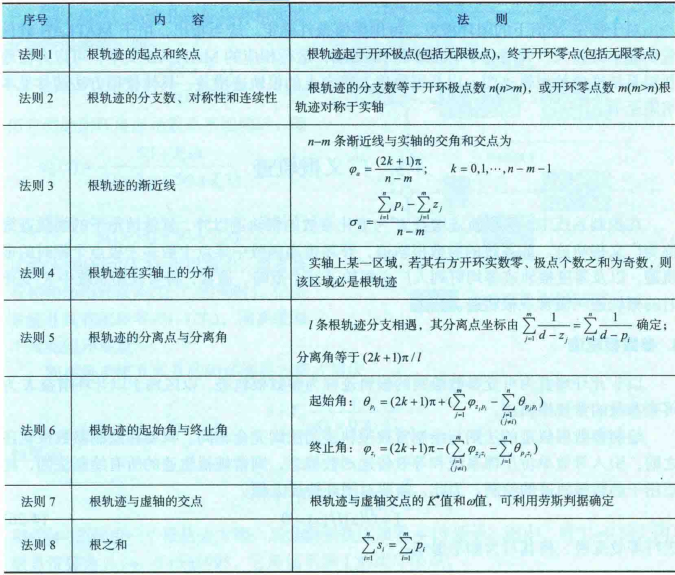 序号 内 容 法 则
法则 1 根轨迹的起点和终点 根轨迹起于开环极点(包括无限极点)，终于开环零点(包括无限零点)
法则 2 根轨迹的分支数、对称性和连续性 根轨迹的分支数等于开环极点数 n(n>m)，或开环零点数 m(m>n)根
轨迹对称于实轴
法则 3 根轨迹的渐近线 n−m 条渐近线与实轴的交角和交点为
$\varphi_a = \frac{(2k+1)\pi}{n-m}$; $k = 0,1,\cdots,n-m-1$
$\sigma_a = \frac{\sum_{i=1}^{n} p_i - \sum_{j=1}^{m} z_j}{n-m}$
法则 4 根轨迹在实轴上的分布 实轴上某一区域，若其右方开环实数零、极点个数之和为奇数，则
该区域必是根轨迹
法则 5 根轨迹的分离点与分离角 l 条根轨迹分支相遇，其分离点坐标由 $\sum_{j=1}^{m} \frac{1}{d-z_j} = \sum_{i=1}^{n} \frac{1}{d-p_i}$ 确定；
分离角等于 (2k+1)π / l
法则 6 根轨迹的起始角与终止角 起始角： $\theta_{p_i} = (2k+1)\pi + (\sum_{j=1}^{m} \varphi_{z_j p_i} - \sum_{\substack{j=1 \\ (j \neq i)}}^{n} \theta_{p_j p_i})$
终止角： $\varphi_{z_i} = (2k+1)\pi - (\sum_{\substack{j=1 \\ (j \neq i)}}^{m} \varphi_{z_j z_i} - \sum_{j=1}^{n} \theta_{p_j z_i})$
法则 7 根轨迹与虚轴的交点 根轨迹与虚轴交点的 K*值和ω值，可利用劳斯判据确定
法则 8 根之和 $\sum_{i=1}^{n} s_i = \sum_{i=1}^{m} p_i$